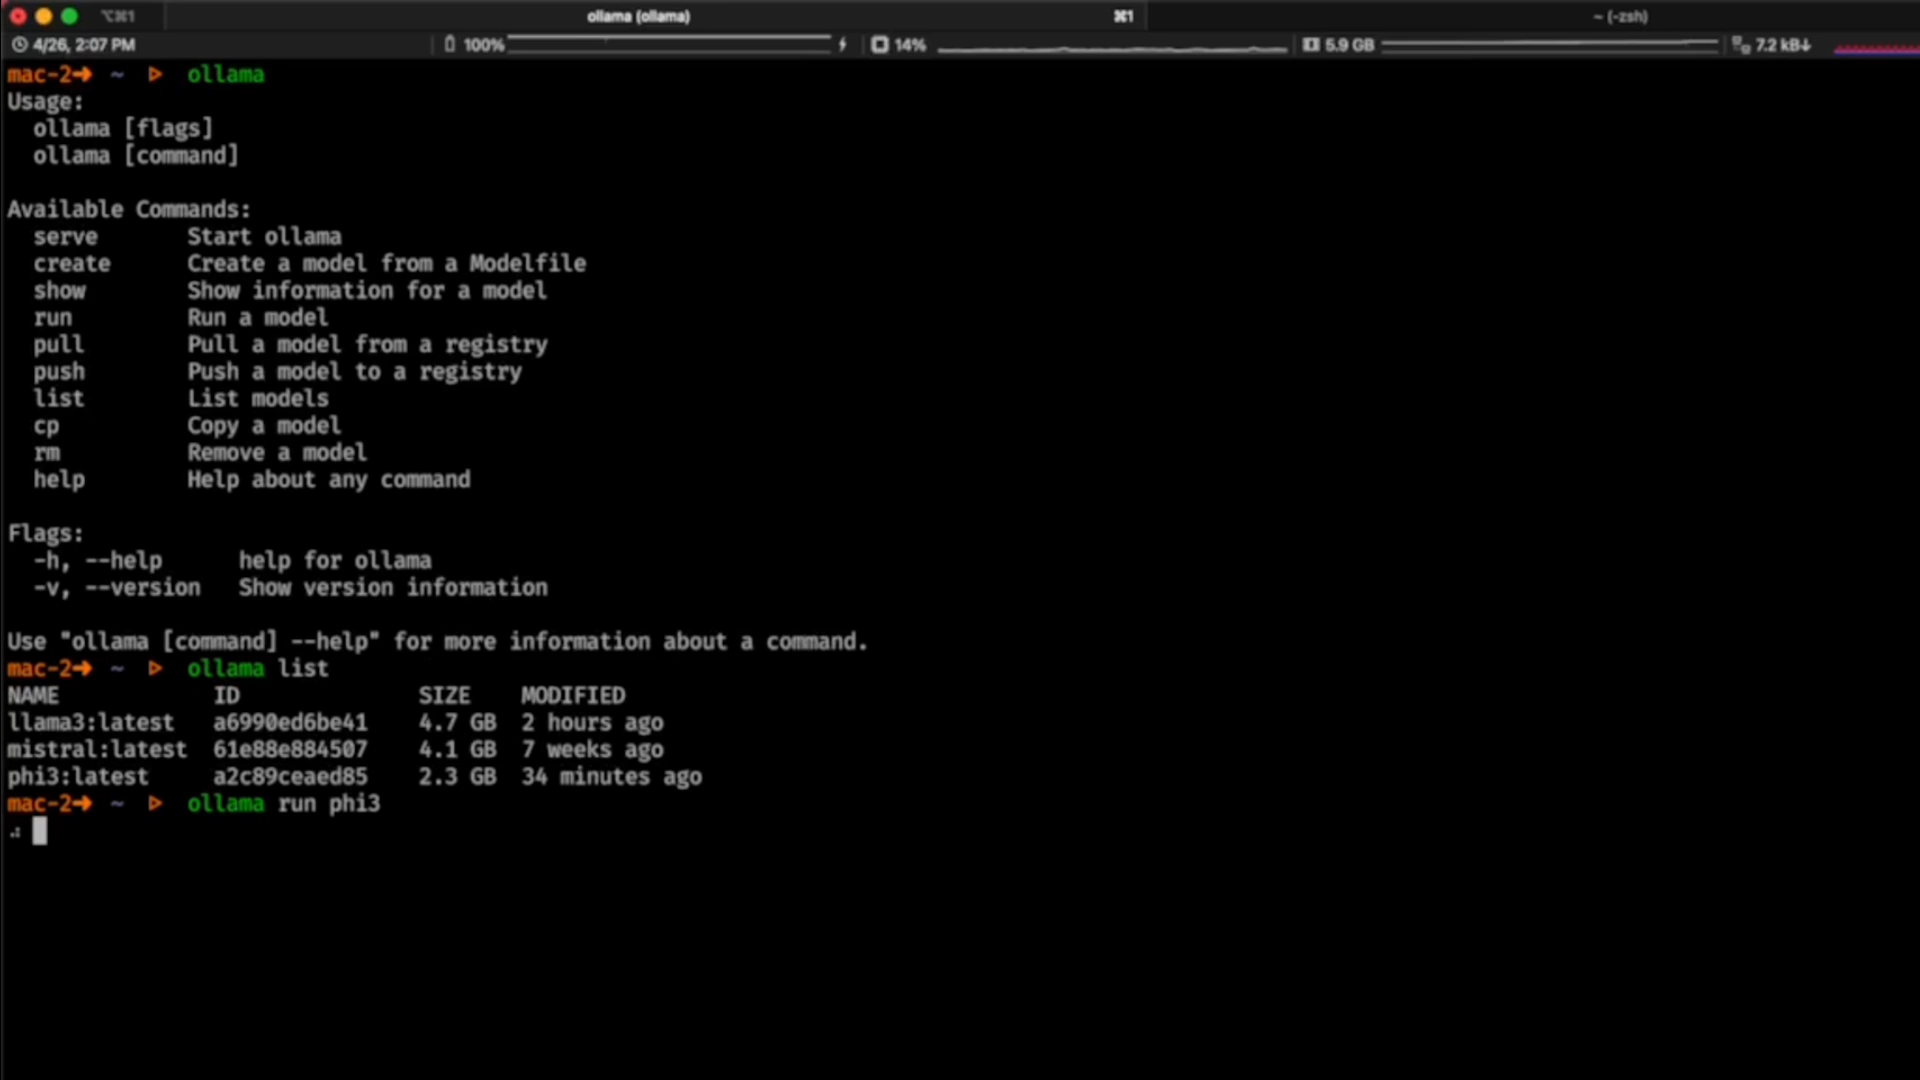 ⌥⌘1
ollama (ollama)
⌘1
~ (-zsh)
4/26, 2:07 PM
100%
14%
5.9 GB
7.2 kB↓
mac-2➜ ~ ▷ ollama
Usage:
ollama [flags]
ollama [command]
Available Commands:
serve Start ollama
create Create a model from a Modelfile
show Show information for a model
run Run a model
pull Pull a model from a registry
push Push a model to a registry
list List models
cp Copy a model
rm Remove a model
help Help about any command
Flags:
-h, --help help for ollama
-v, --version Show version information
Use "ollama [command] --help" for more information about a command.
mac-2➜ ~ ▷ ollama list
NAME ID SIZE MODIFIED
llama3:latest a6990ed6be41 4.7 GB 2 hours ago
mistral:latest 61e88e884507 4.1 GB 7 weeks ago
phi3:latest a2c89ceaed85 2.3 GB 34 minutes ago
mac-2➜ ~ ▷ ollama run phi3